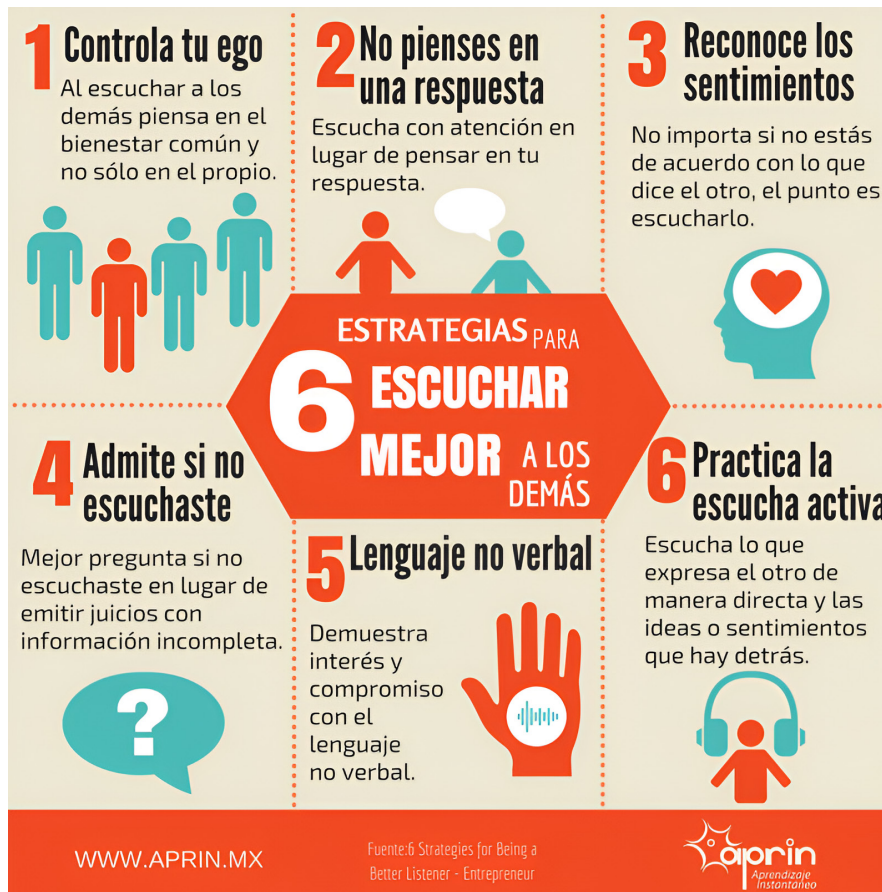 1 Controla tu ego
Al escuchar a los
demás piensa en el
bienestar común y
no sólo en el propio.
2 No pienses en
una respuesta
Escucha con atención en
lugar de pensar en tu
respuesta.
3 Reconoce los
sentimientos
No importa si no estás
de acuerdo con lo que
dice el otro, el punto es
escucharlo.
6 ESTRATEGIAS PARA
ESCUCHAR
MEJOR A LOS
DEMÁS
4 Admite si no
escuchaste
Mejor pregunta si no
escuchaste en lugar de
emitir juicios con
información incompleta.
?
5 Lenguaje no verbal
Demuestra
interés y
compromiso
con el
lenguaje
no verbal.
6 Practica la
escucha activa
Escucha lo que
expresa el otro de
manera directa y las
ideas o sentimientos
que hay detrás.
WWW.APRIN.MX
Fuente:6 Strategies for Being a
Better Listener - Entrepreneur
aprin
Aprendizaje
Instantáneo